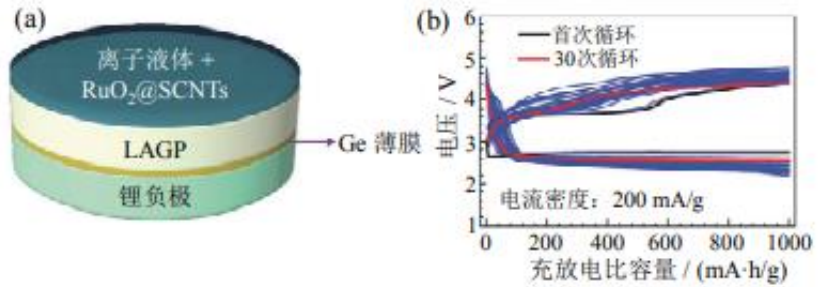 (a)
离子液体 +
RuO₂@SCNTs
LAGP
Ge 薄膜
锂负极
(b)
6
5
4
3
2
1
电压 / V
首次循环
30次循环
电流密度：200 mA/g
0
200
400
600
800
1000
充放电比容量 / (mA·h/g)